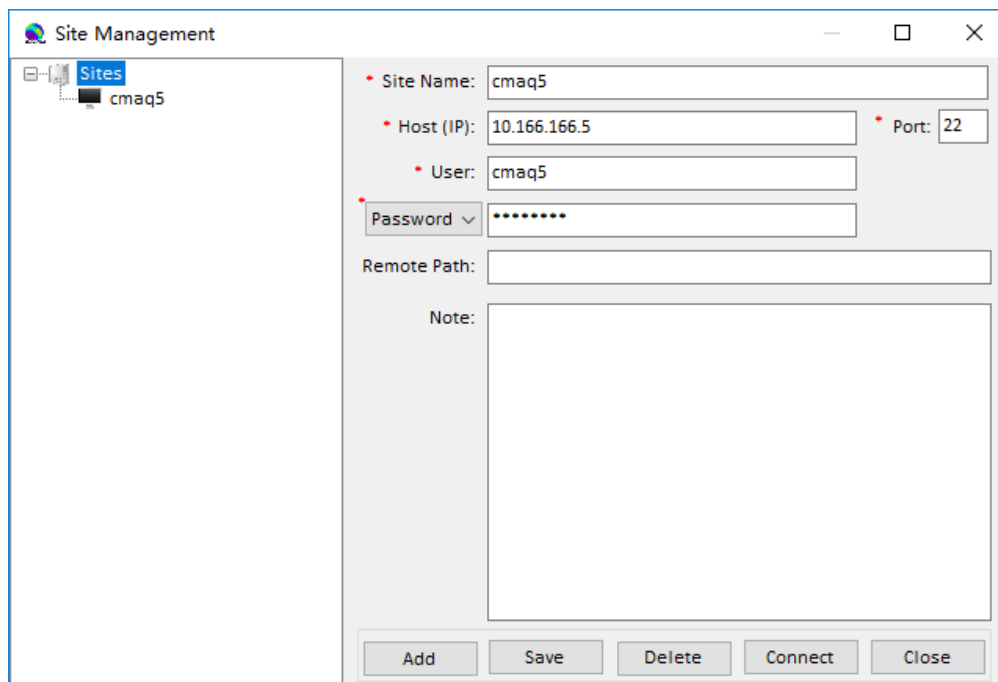 Site Management
Sites
cmaq5
* Site Name: cmaq5
* Host (IP): 10.166.166.5 * Port: 22
* User: cmaq5
* Password ••••••••
Remote Path:
Note:
Add Save Delete Connect Close